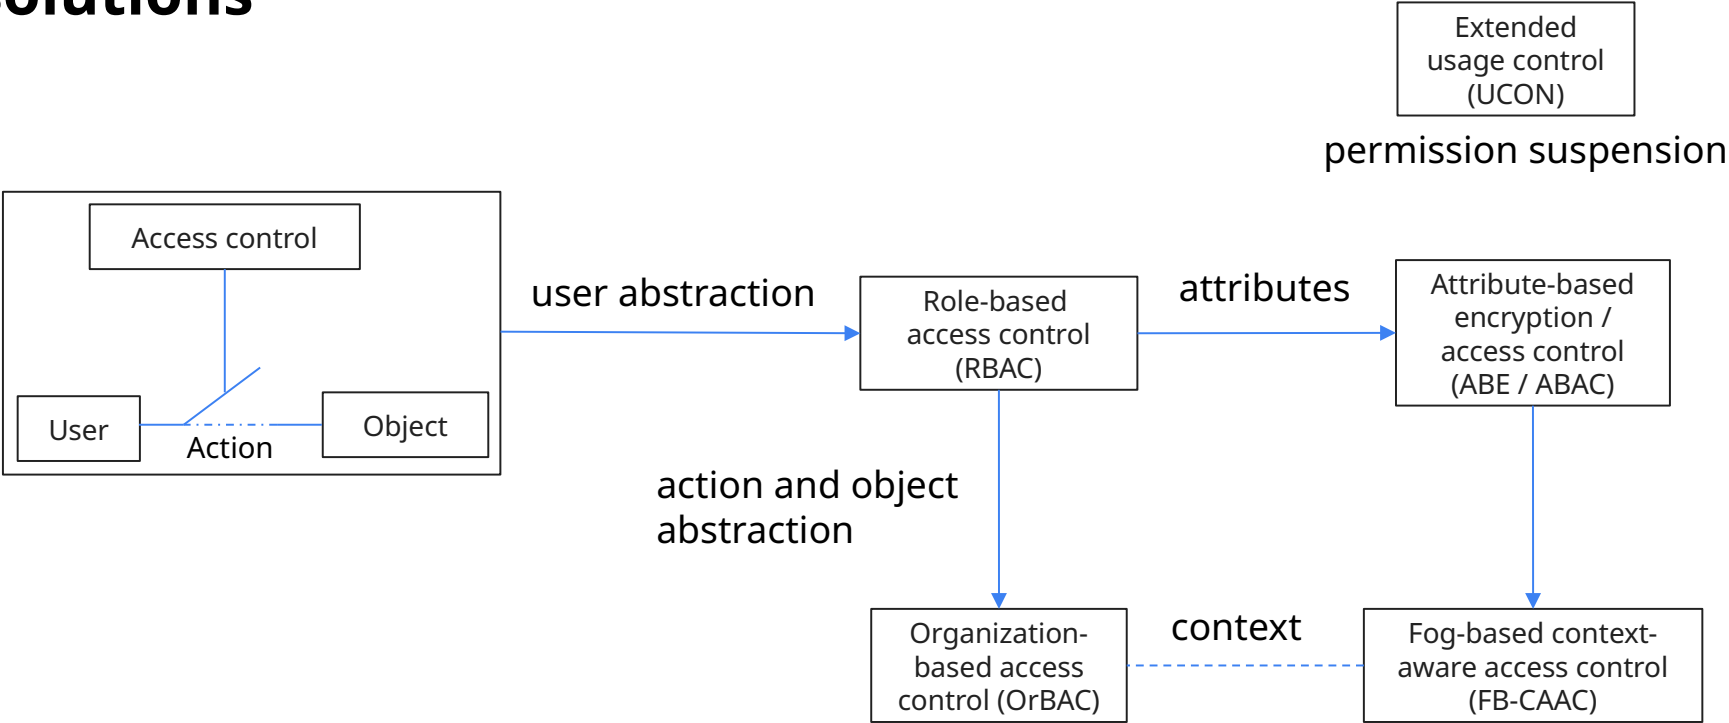 Extended
usage control
(UCON)
permission suspension
Access control
user abstraction
attributes
Role-based
access control
(RBAC)
Attribute-based
encryption /
access control
(ABE / ABAC)
User
Action
Object
action and object
abstraction
context
Organization-
based access
control (OrBAC)
Fog-based context-
aware access control
(FB-CAAC)